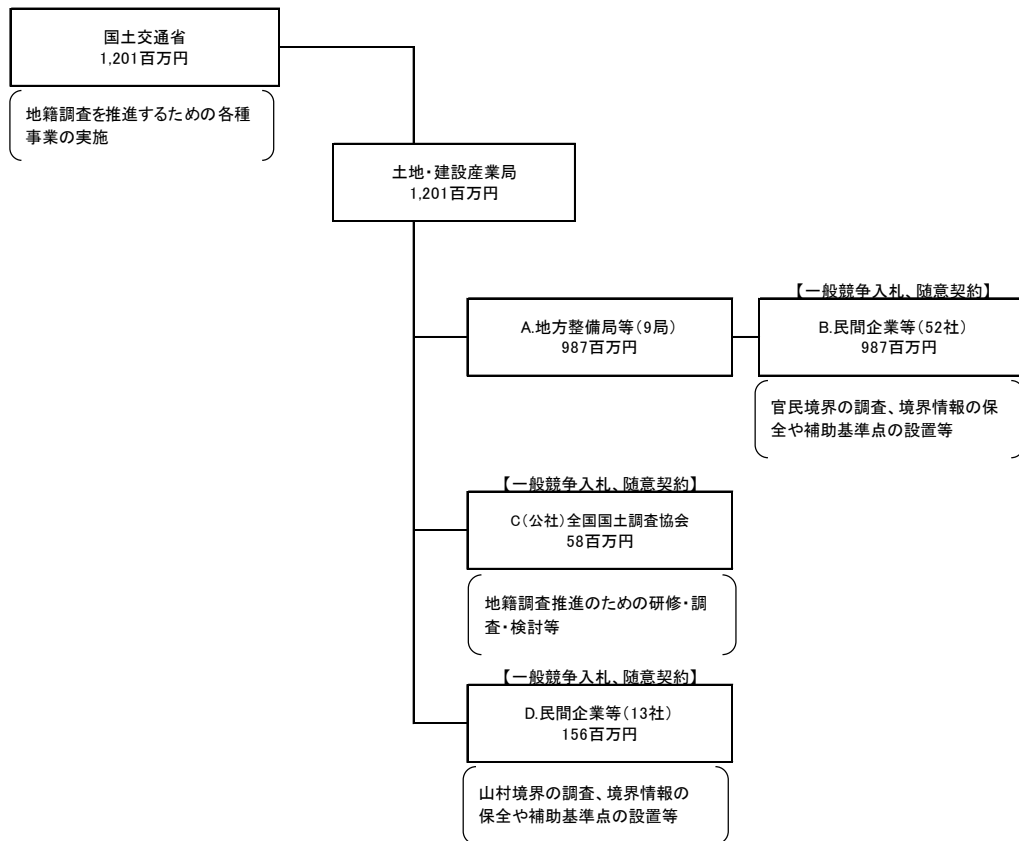 国土交通省
1,201百万円
地籍調査を推進するための各種
事業の実施
土地・建設産業局
1,201百万円
【一般競争入札、随意契約】
A.地方整備局等(9局)
987百万円
B.民間企業等(52社)
987百万円
官民境界の調査、境界情報の保
全や補助基準点の設置等
【一般競争入札、随意契約】
C(公社)全国国土調査協会
58百万円
地籍調査推進のための研修・調
査・検討等
【一般競争入札、随意契約】
D.民間企業等(13社)
156百万円
山村境界の調査、境界情報の
保全や補助基準点の設置等